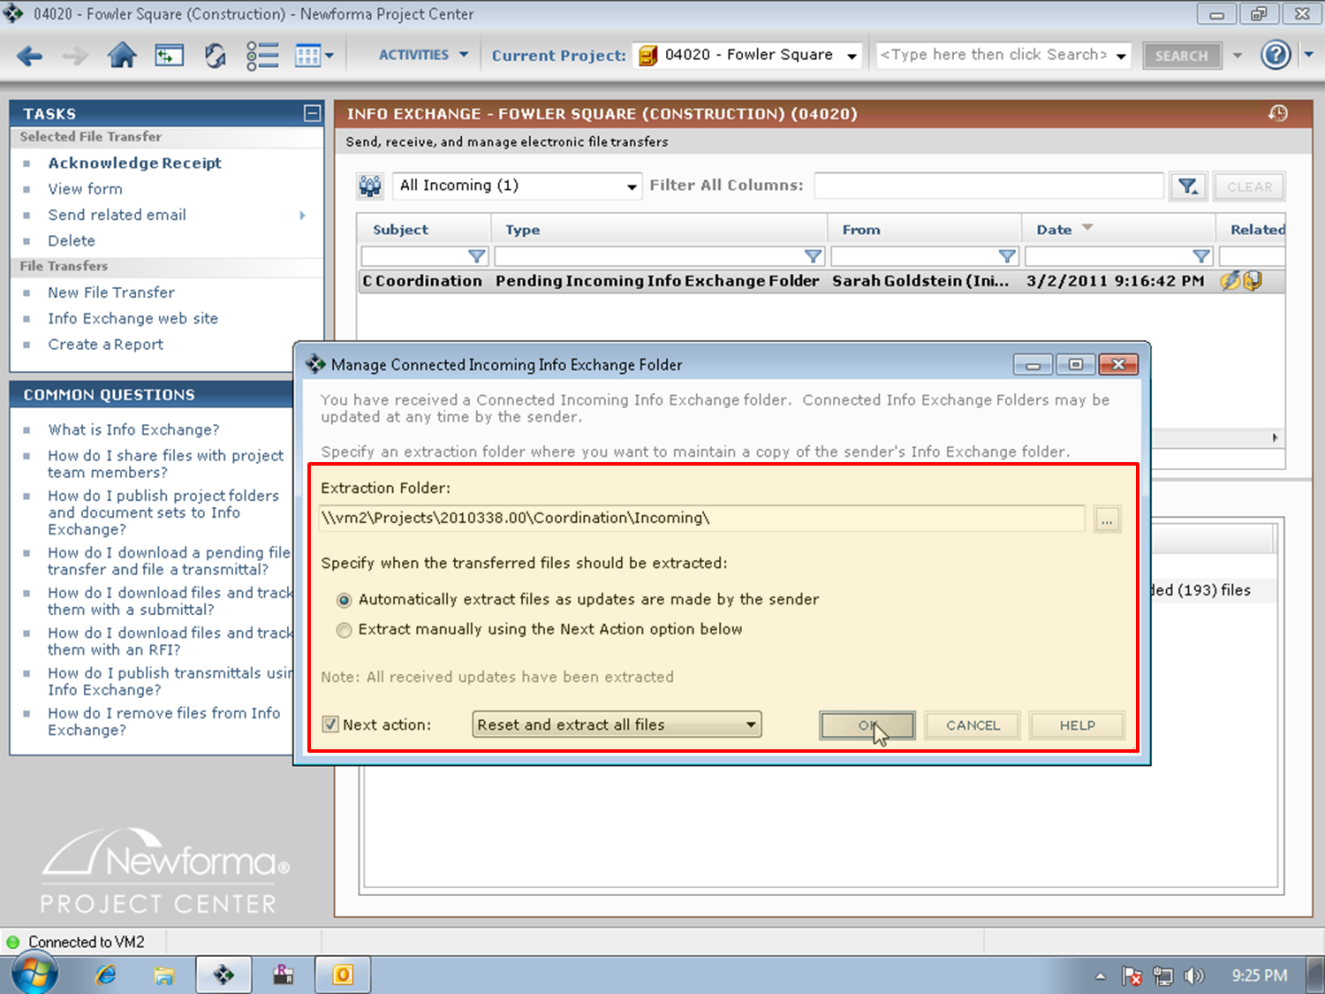 04020 - Fowler Square (Construction) - Newforma Project Center
ACTIVITIES
Current Project:
04020 - Fowler Square
<Type here then click Search>
SEARCH
TASKS
Selected File Transfer
Acknowledge Receipt
View form
Send related email
Delete
File Transfers
New File Transfer
Info Exchange web site
Create a Report
COMMON QUESTIONS
What is Info Exchange?
How do I share files with project
team members?
How do I publish project folders
and document sets to Info
Exchange?
How do I download a pending file
transfer and file a transmittal?
How do I download files and track
them with a submittal?
How do I download files and track
them with an RFI?
How do I publish transmittals usin
Info Exchange?
How do I remove files from Info
Exchange?
Newforma®
PROJECT CENTER
INFO EXCHANGE - FOWLER SQUARE (CONSTRUCTION) (04020)
Send, receive, and manage electronic file transfers
All Incoming (1)
Filter All Columns:
CLEAR
Subject Type From Date Related
C Coordination Pending Incoming Info Exchange Folder Sarah Goldstein (Ini... 3/2/2011 9:16:42 PM
ded (193) files
Manage Connected Incoming Info Exchange Folder
You have received a Connected Incoming Info Exchange folder. Connected Info Exchange Folders may be
updated at any time by the sender.
Specify an extraction folder where you want to maintain a copy of the sender's Info Exchange folder.
Extraction Folder:
\\vm2\Projects\2010338.00\Coordination\Incoming\
...
Specify when the transferred files should be extracted:
Automatically extract files as updates are made by the sender
Extract manually using the Next Action option below
Note: All received updates have been extracted
Next action:
Reset and extract all files
OK
CANCEL
HELP
Connected to VM2
9:25 PM